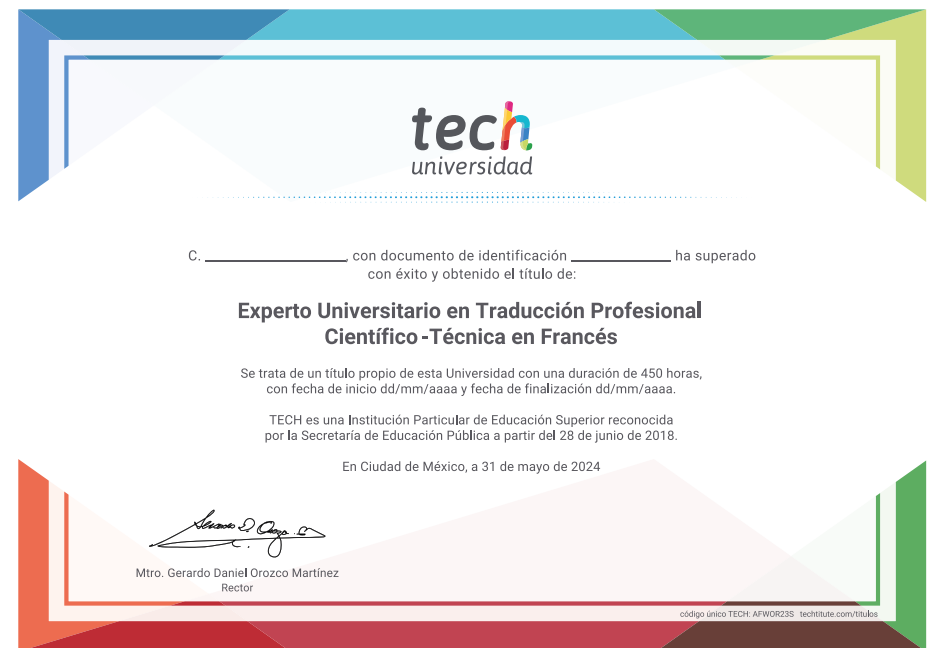 tech
universidad
C. ____________, con documento de identificación __________ ha superado
con éxito y obtenido el título de:
Experto Universitario en Traducción Profesional
Científico-Técnica en Francés
Se trata de un título propio de esta Universidad con una duración de 450 horas,
con fecha de inicio dd/mm/aaaa y fecha de finalización dd/mm/aaaa.
TECH es una Institución Particular de Educación Superior reconocida
por la Secretaría de Educación Pública a partir del 28 de junio de 2018.
En Ciudad de México, a 31 de mayo de 2024
Mtro. Gerardo Daniel Orozco Martínez
Rector
código único TECH: AFWOR23S techtitute.com/titulos